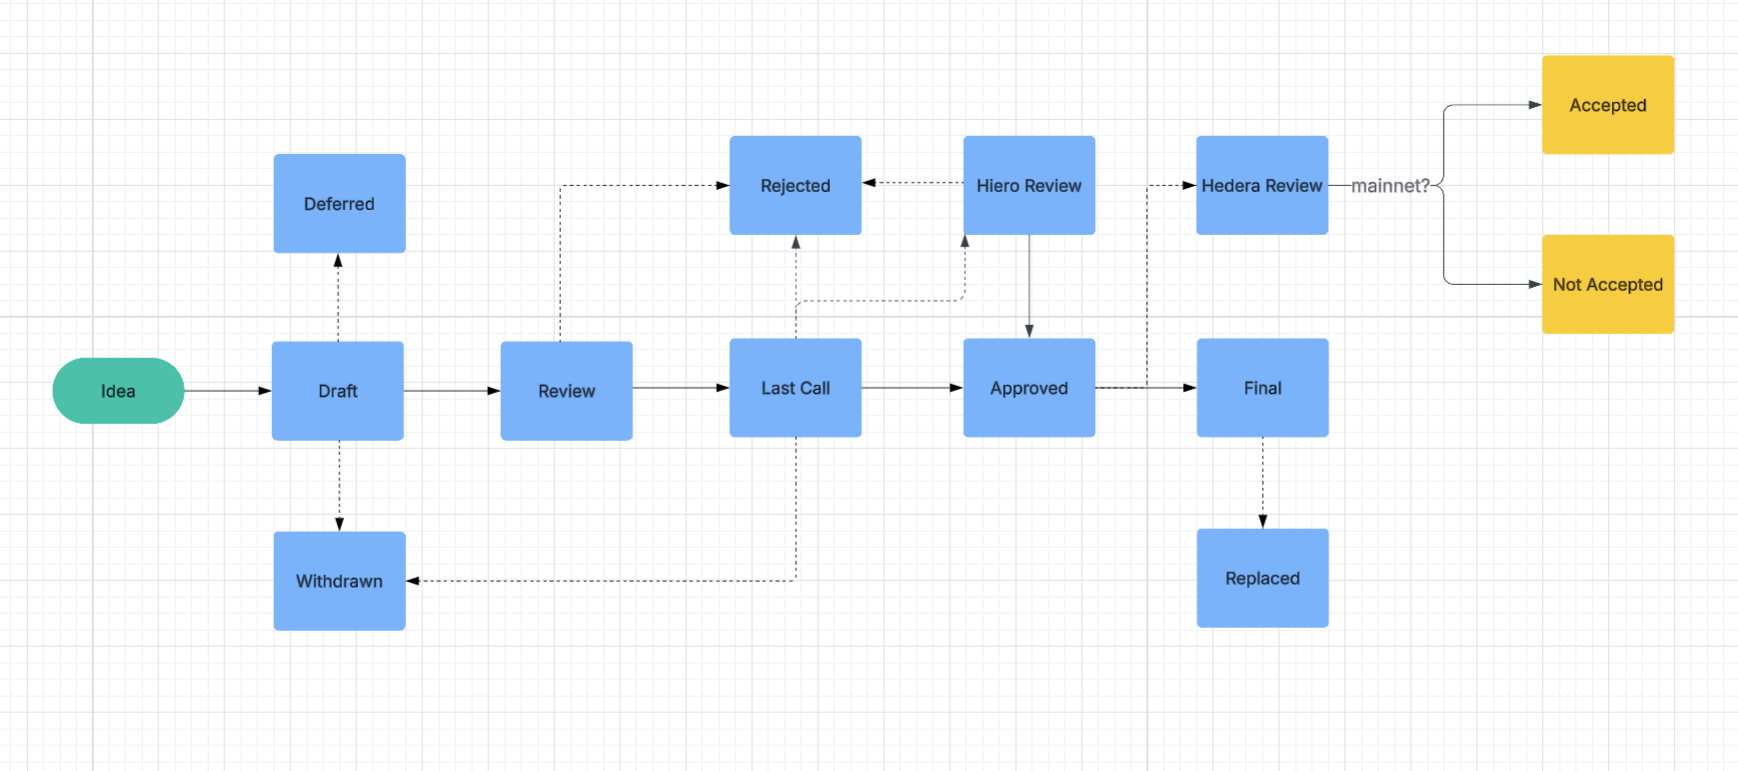 Accepted
Deferred
Rejected
Hiero Review
Hedera Review
mainnet?
Not Accepted
Idea
Draft
Review
Last Call
Approved
Final
Withdrawn
Replaced